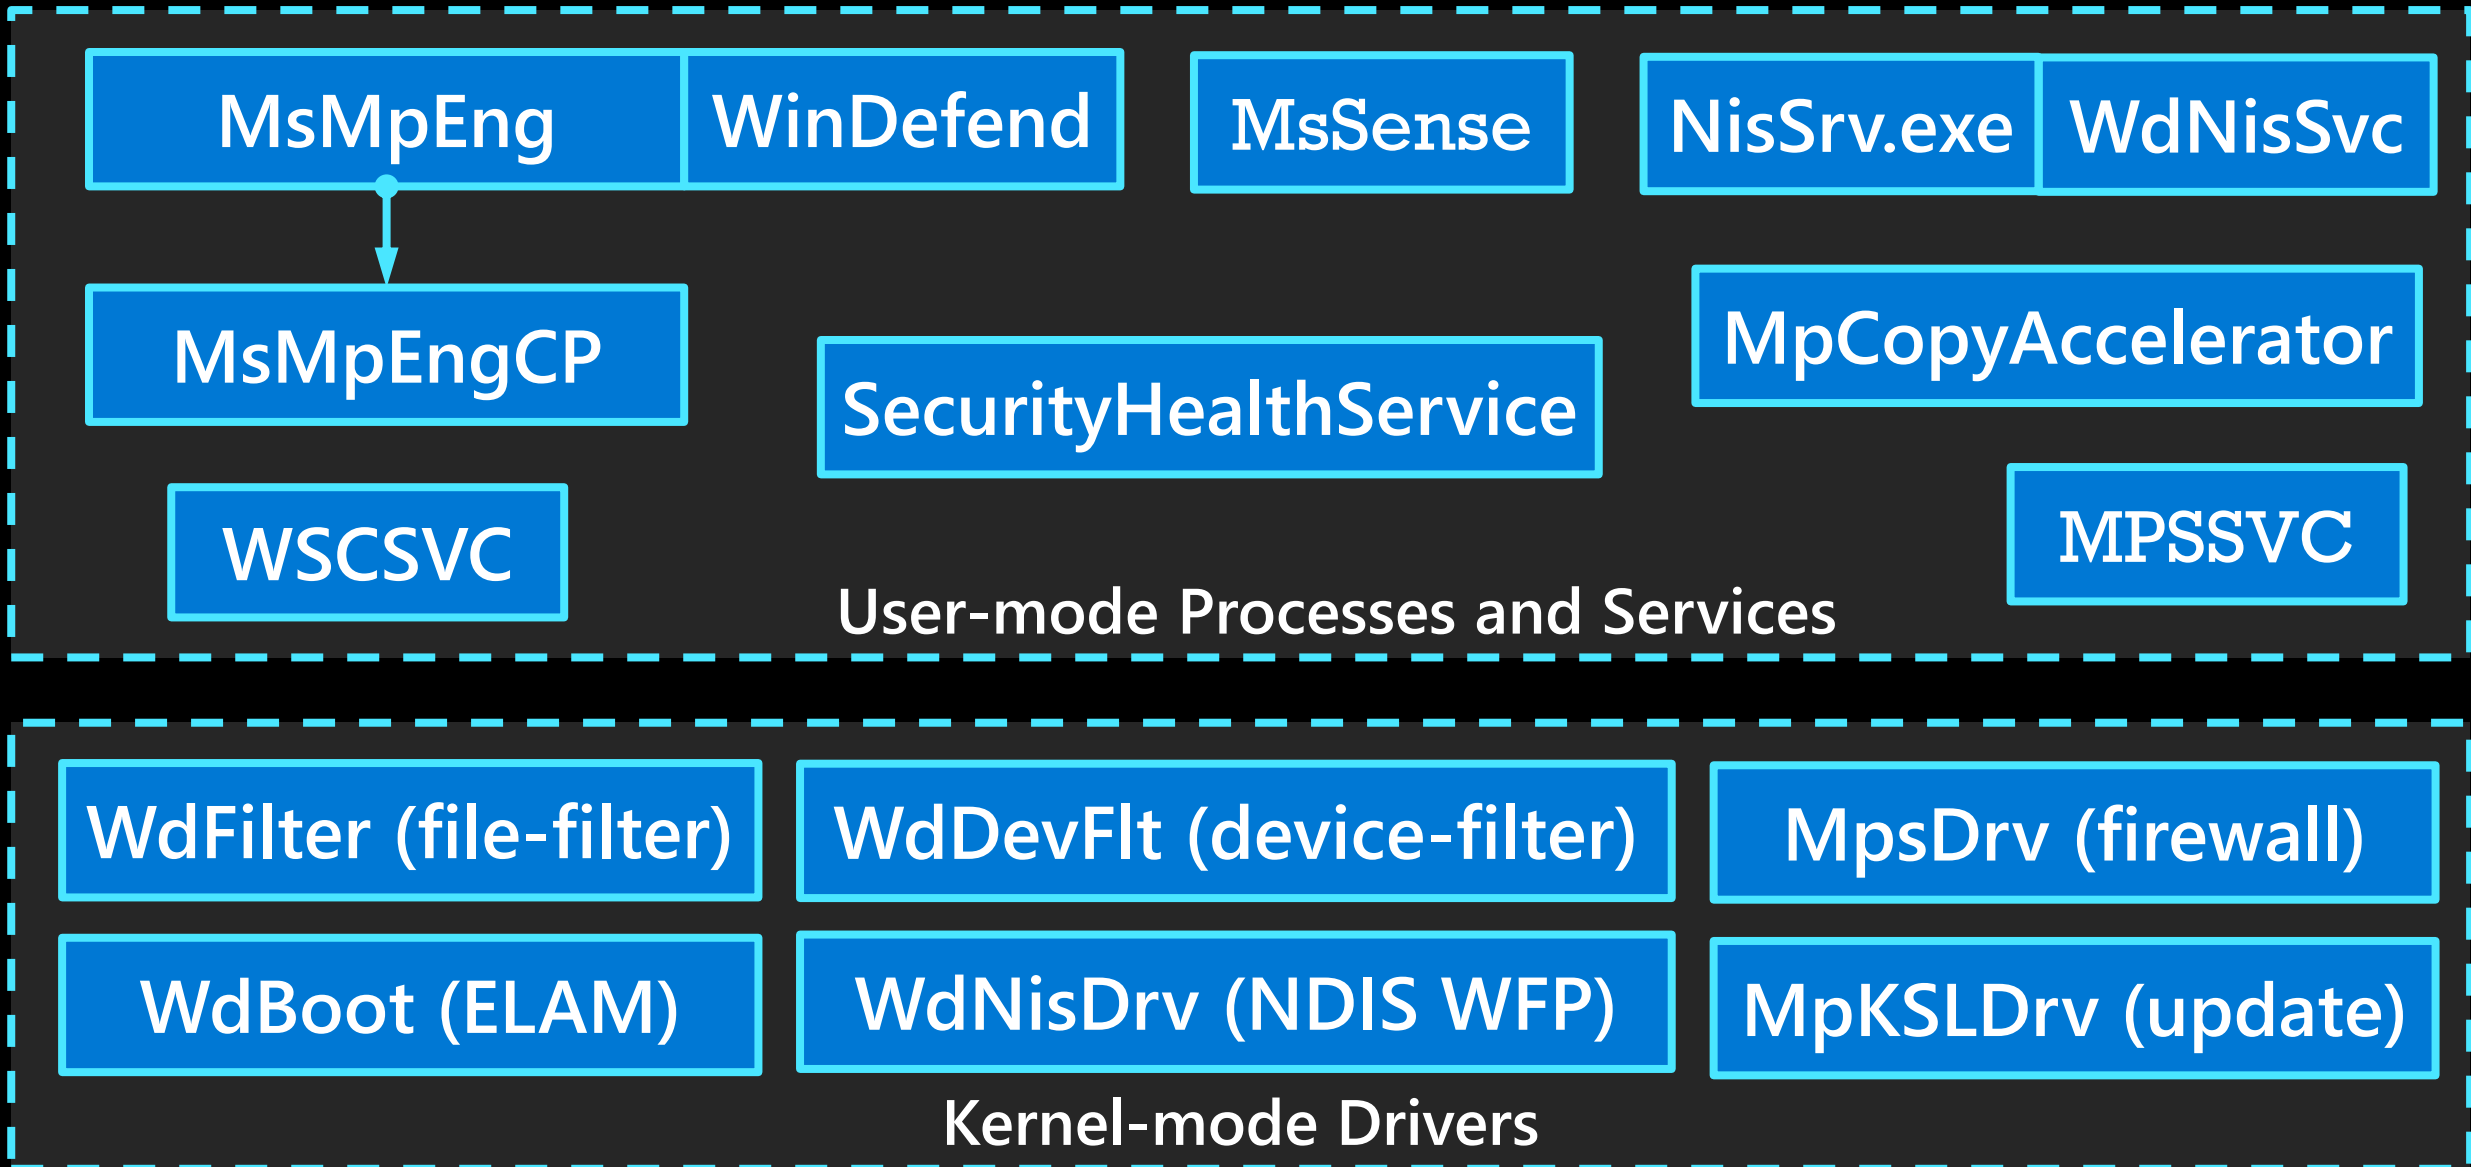 MsMpEng
WinDefend
MsSense
NisSrv.exe
WdNisSvc
MsMpEngCP
SecurityHealthService
MpCopyAccelerator
WSCSVC
MPSSVC
User-mode Processes and Services
WdFilter (file-filter)
WdDevFlt (device-filter)
MpsDrv (firewall)
WdBoot (ELAM)
WdNisDrv (NDIS WFP)
MpKSLDrv (update)
Kernel-mode Drivers